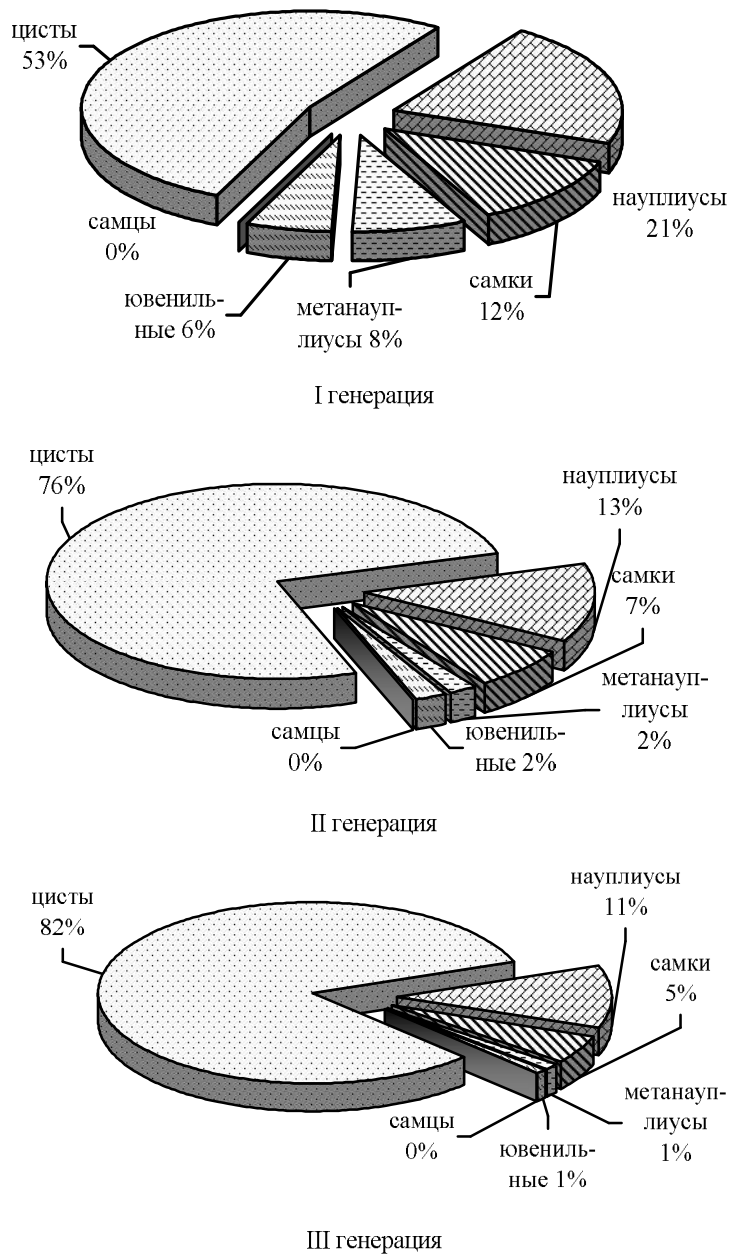 цисты
53%
науплиусы
21%
самки
12%
метанауп-
лиусы 8%
ювениль-
ные 6%
самцы
0%
I генерация
цисты
76%
науплиусы
13%
самки
7%
метанауп-
лиусы
2%
ювениль-
ные 2%
самцы
0%
II генерация
цисты
82%
науплиусы
11%
самки
5%
метанауп-
лиусы
1%
ювениль-
ные 1%
самцы
0%
III генерация